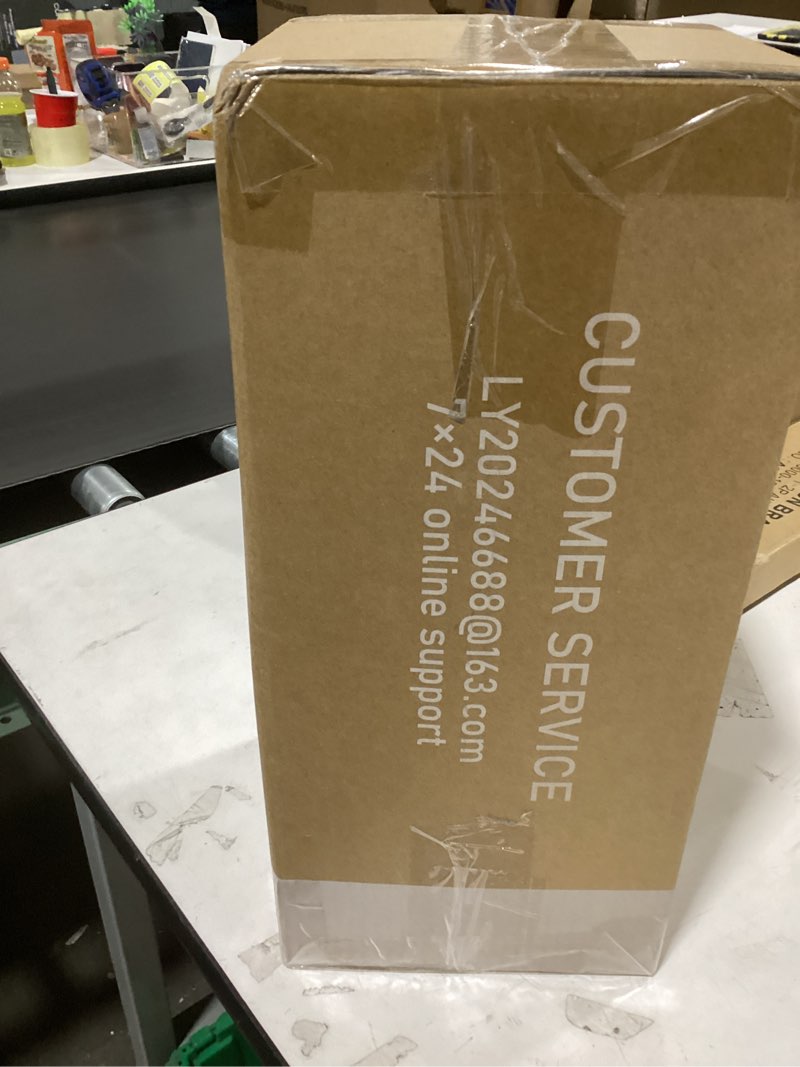 CUSTOMER SERVICE
LY20246688@163.com
7×24 online support